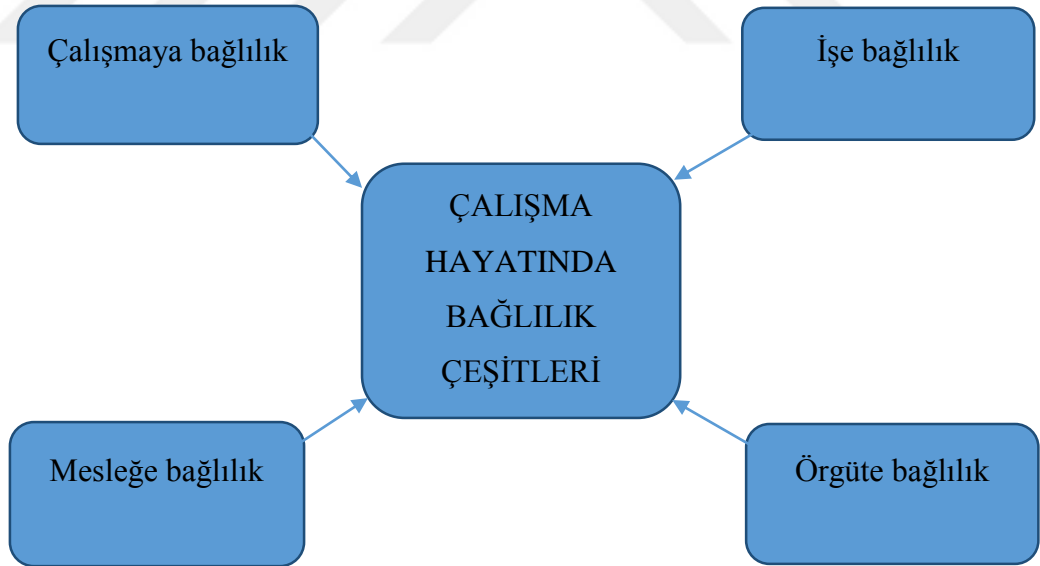 Çalışmaya bağlılık
İşe bağlılık
ÇALIŞMA
HAYATINDA
BAĞLILIK
ÇEŞİTLERİ
Mesleğe bağlılık
Örgüte bağlılık